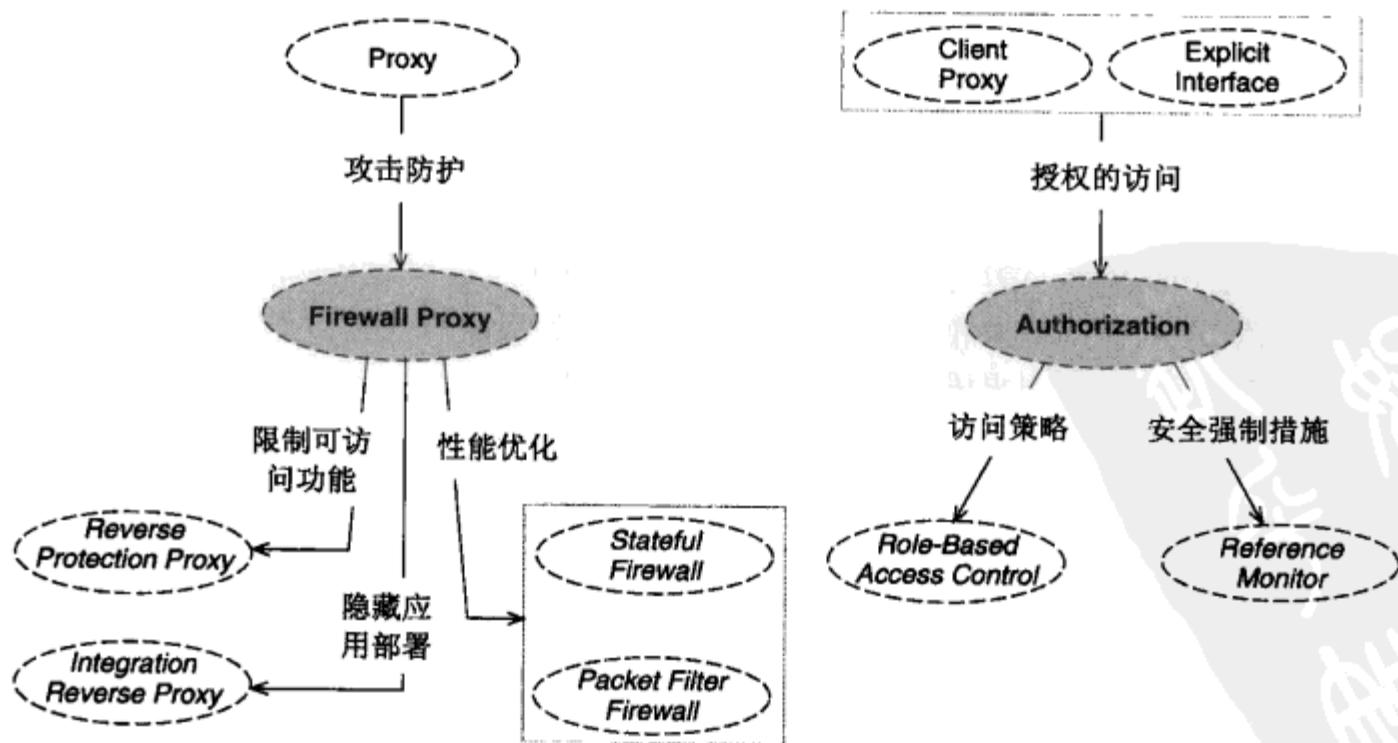 Proxy
攻击防护
Firewall Proxy
限制可访
问功能
性能优化
Reverse
Protection Proxy
隐藏应
用部署
Integration
Reverse Proxy
Stateful
Firewall
Packet Filter
Firewall
Client
Proxy
Explicit
Interface
授权的访问
Authorization
访问策略
安全强制措施
Role-Based
Access Control
Reference
Monitor